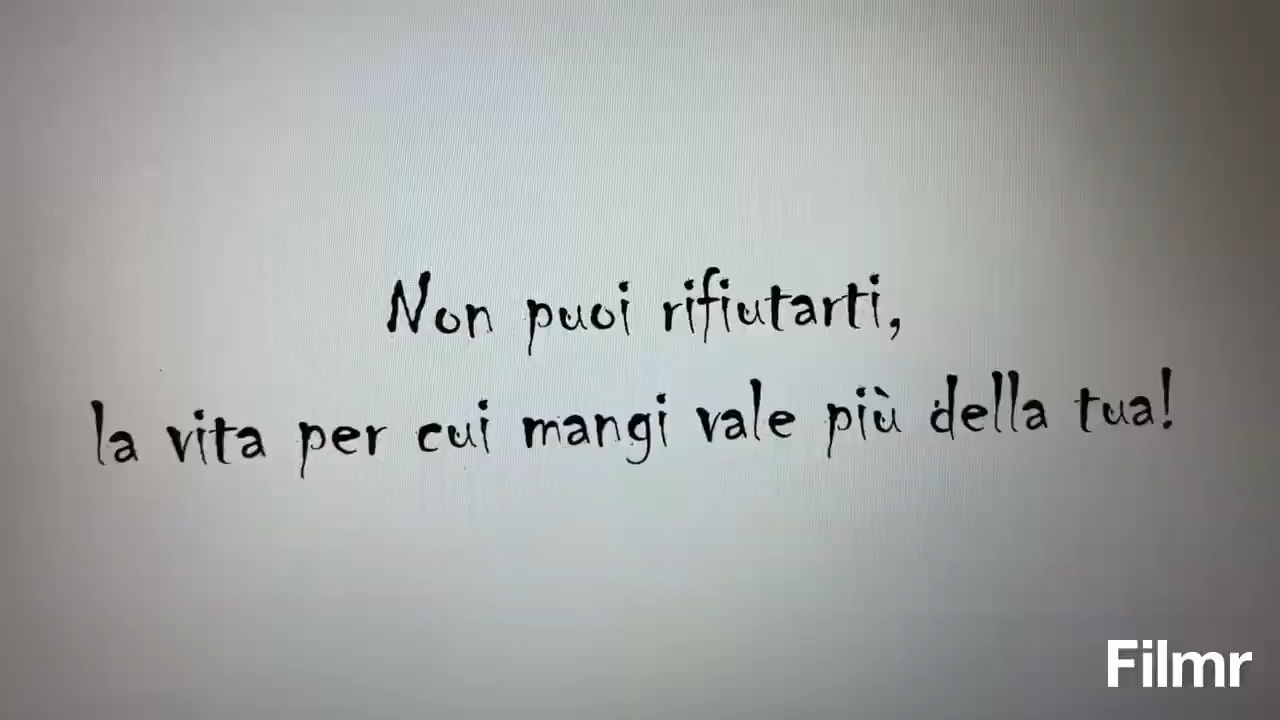 Non puoi rifiutarti,
la vita per cui mangi vale più della tua!
Filmr